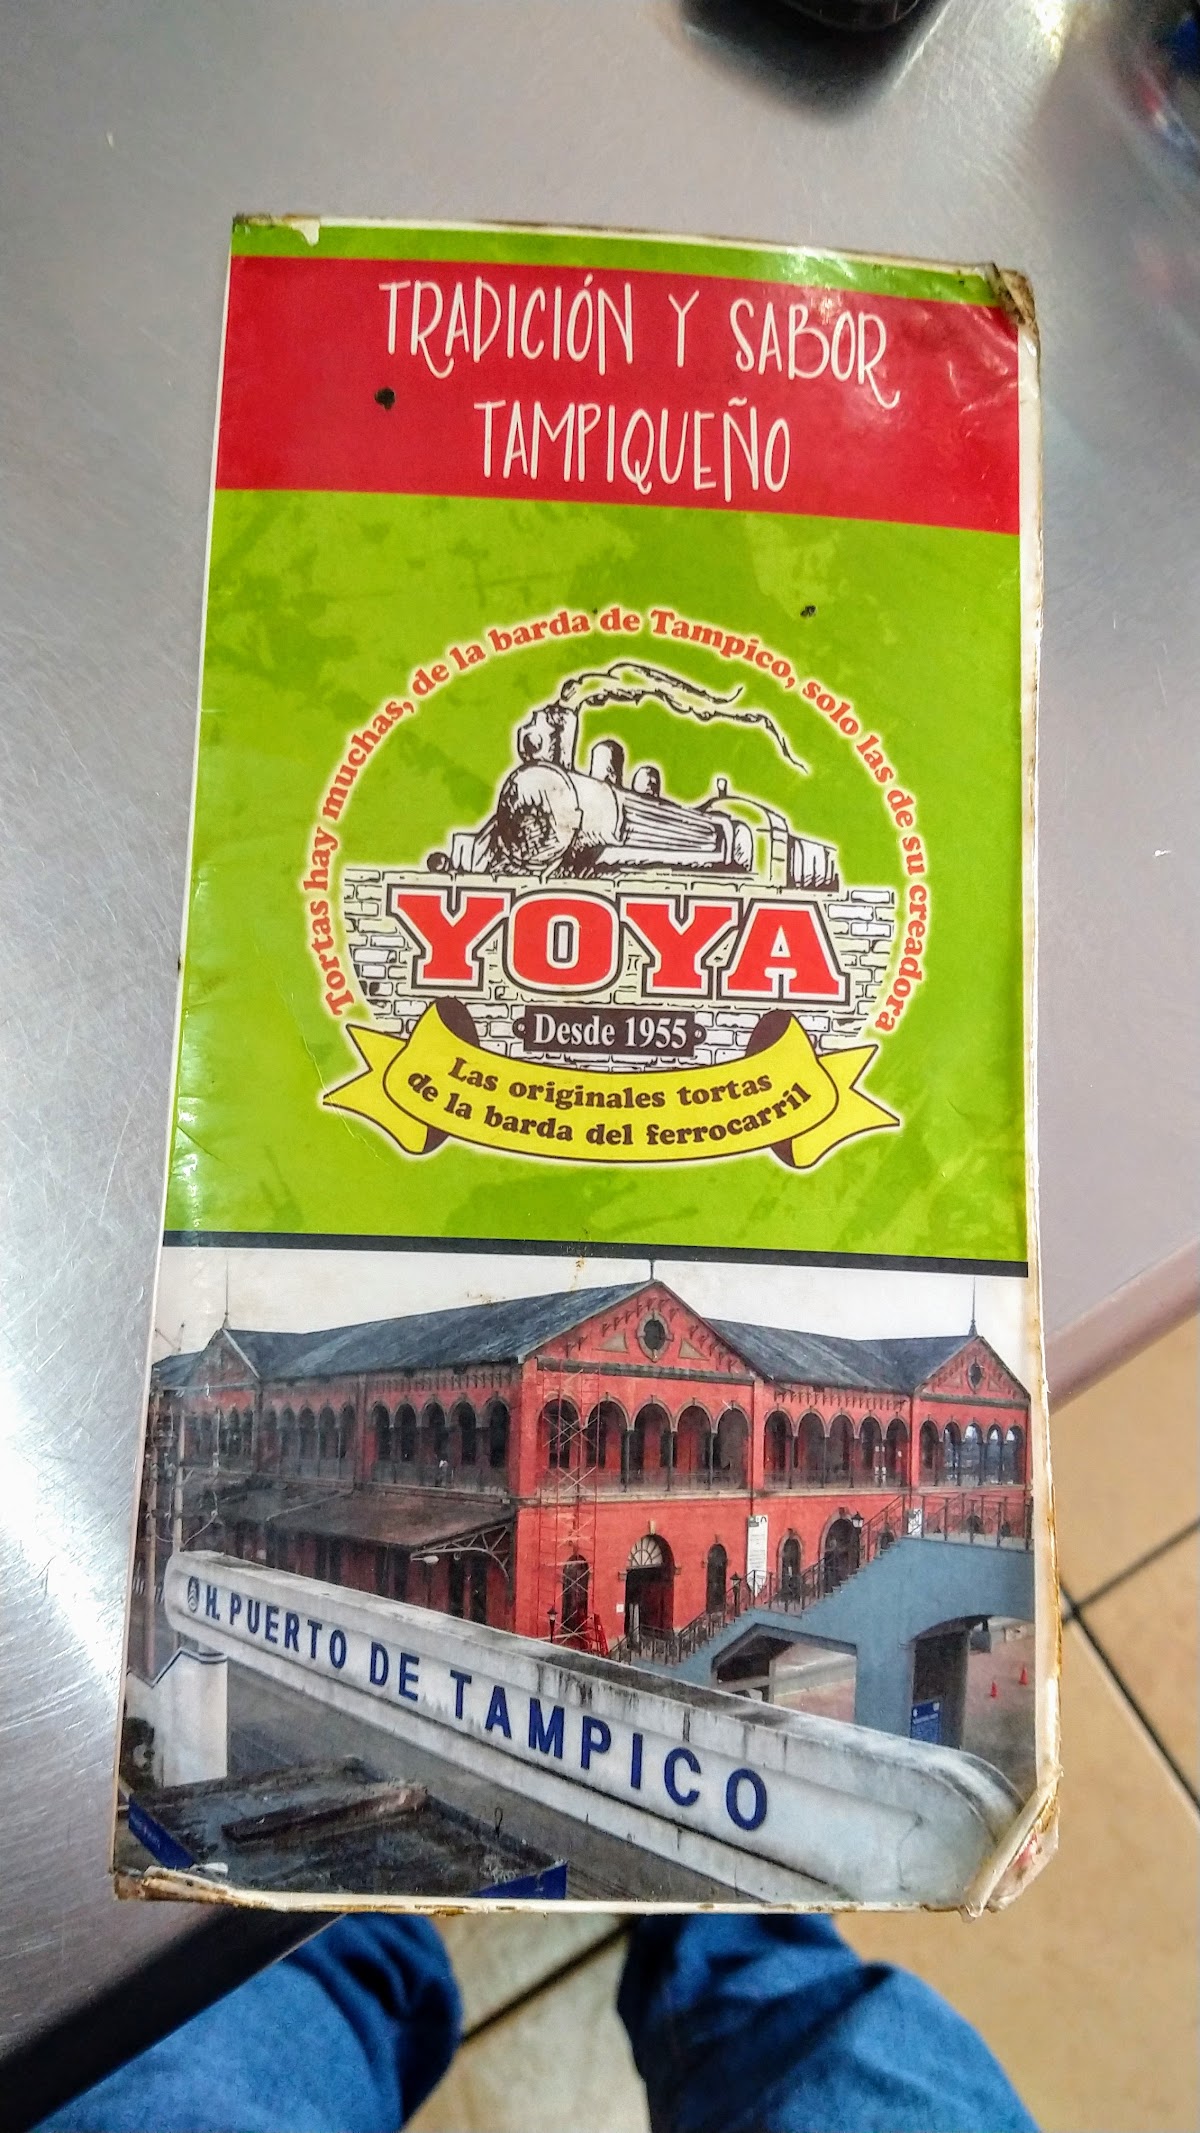 TRADICIÓN Y SABOR
TAMPIQUEÑO
Tortas hay muchas, de la barda de Tampico, solo las de su creadora
YOYA
Desde 1955
Las originales tortas
de la barda del ferrocarril
H. PUERTO DE TAMPICO